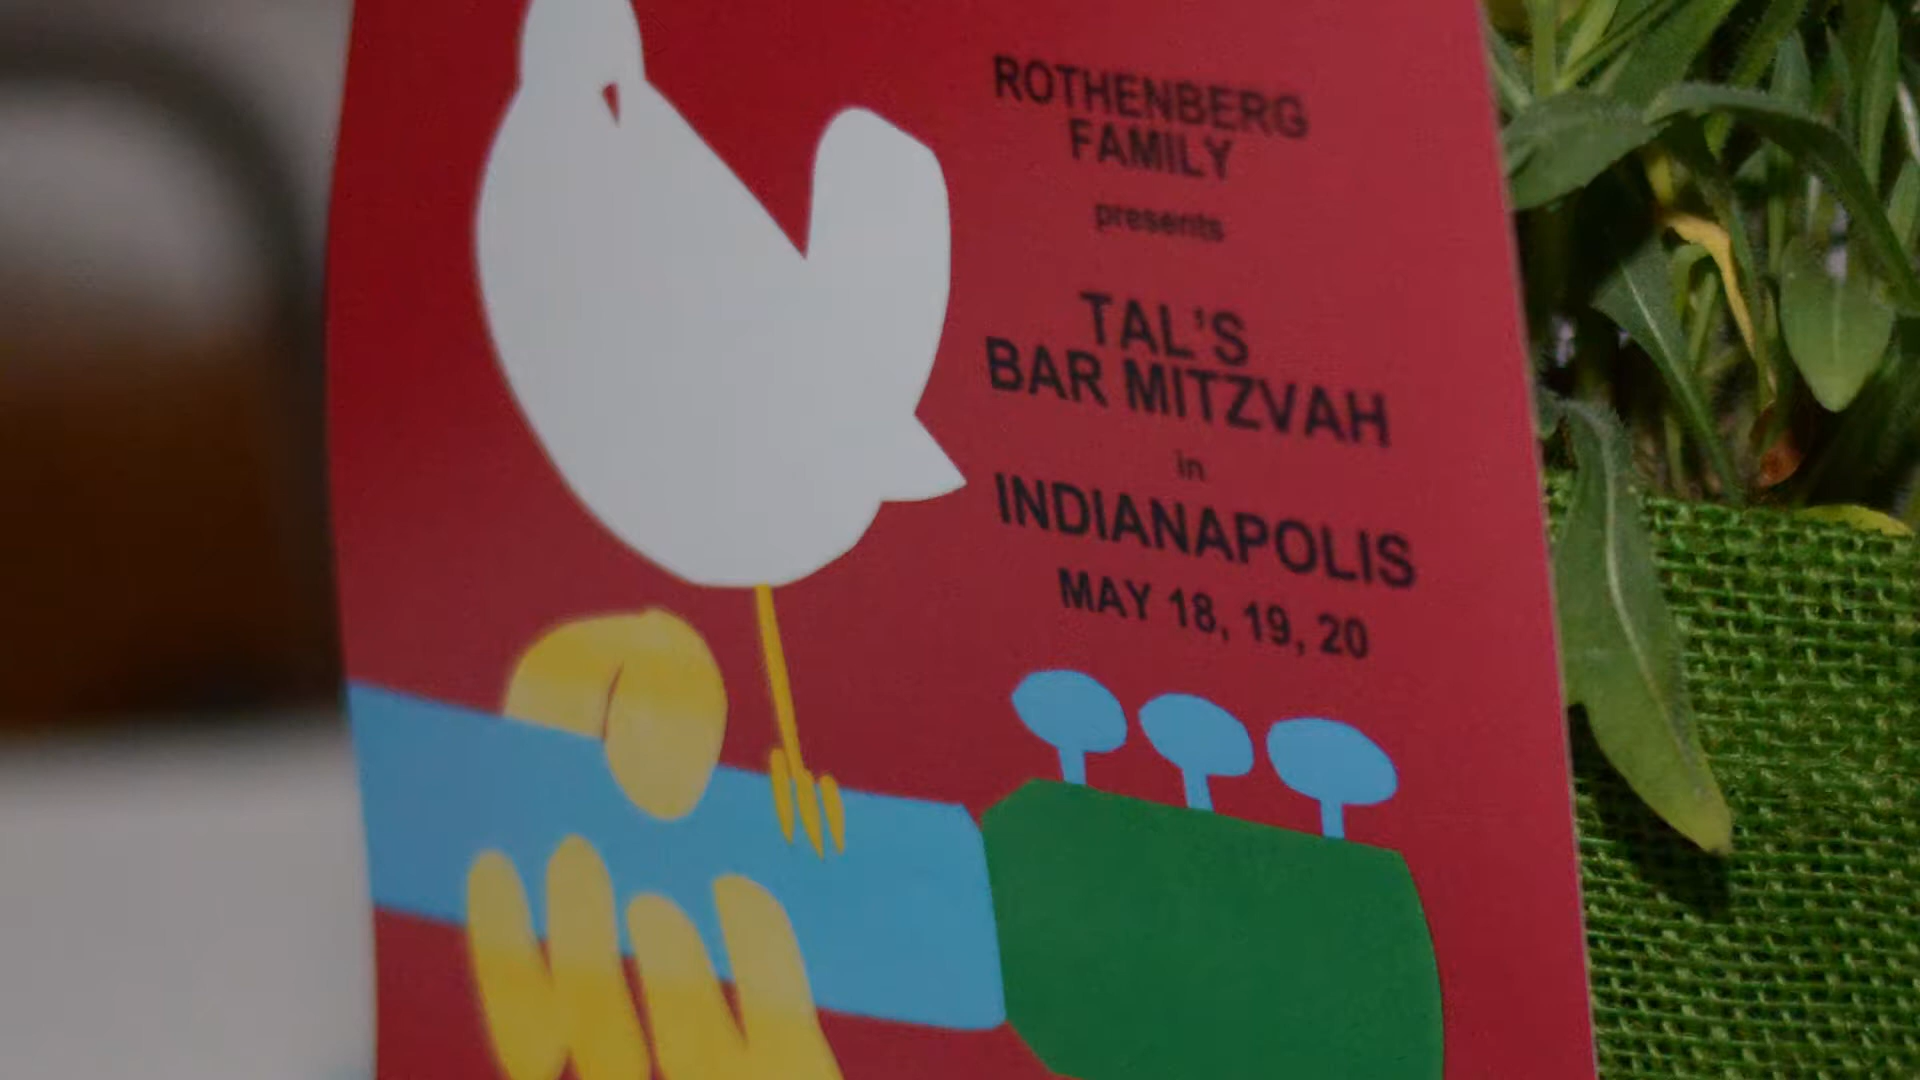 ROTHENBERG
FAMILY
presents
TAL'S
BAR MITZVAH
in
INDIANAPOLIS
MAY 18, 19, 20